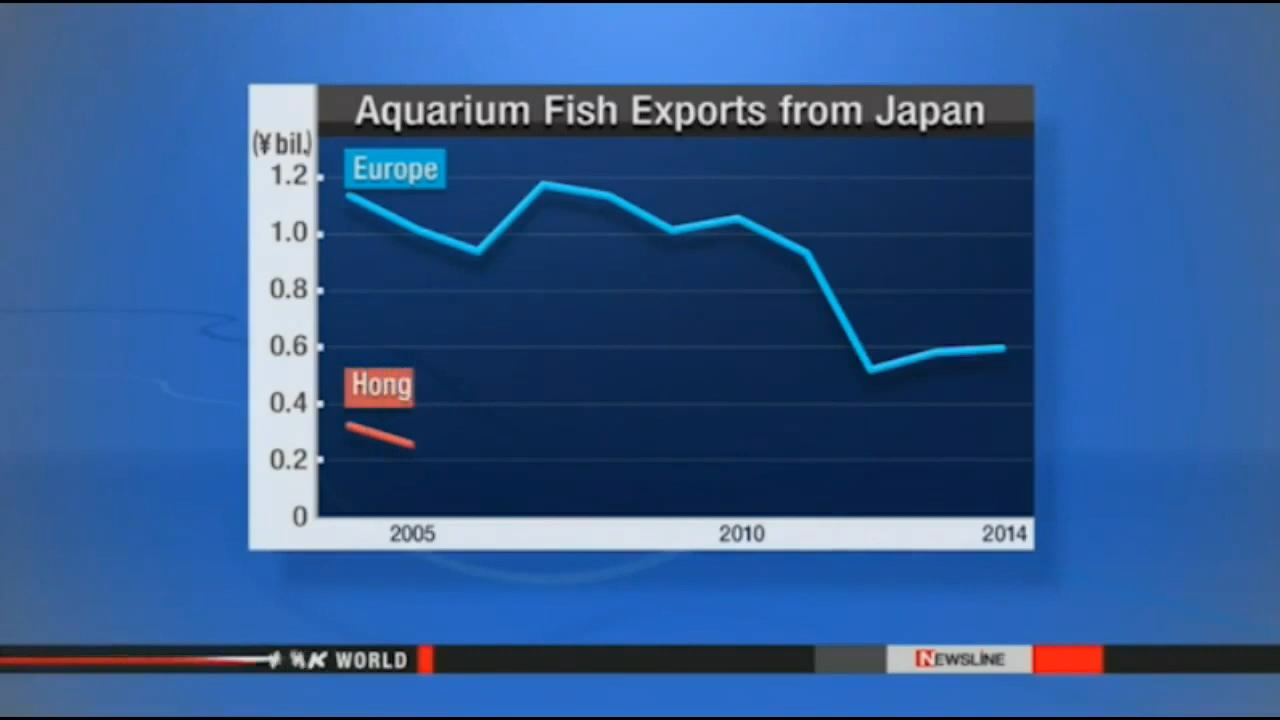 Aquarium Fish Exports from Japan
(¥ bil.)
1.2
1.0
0.8
0.6
0.4
0.2
0
Europe
Hong
2005
2010
2014
WORLD
NEWSLINE